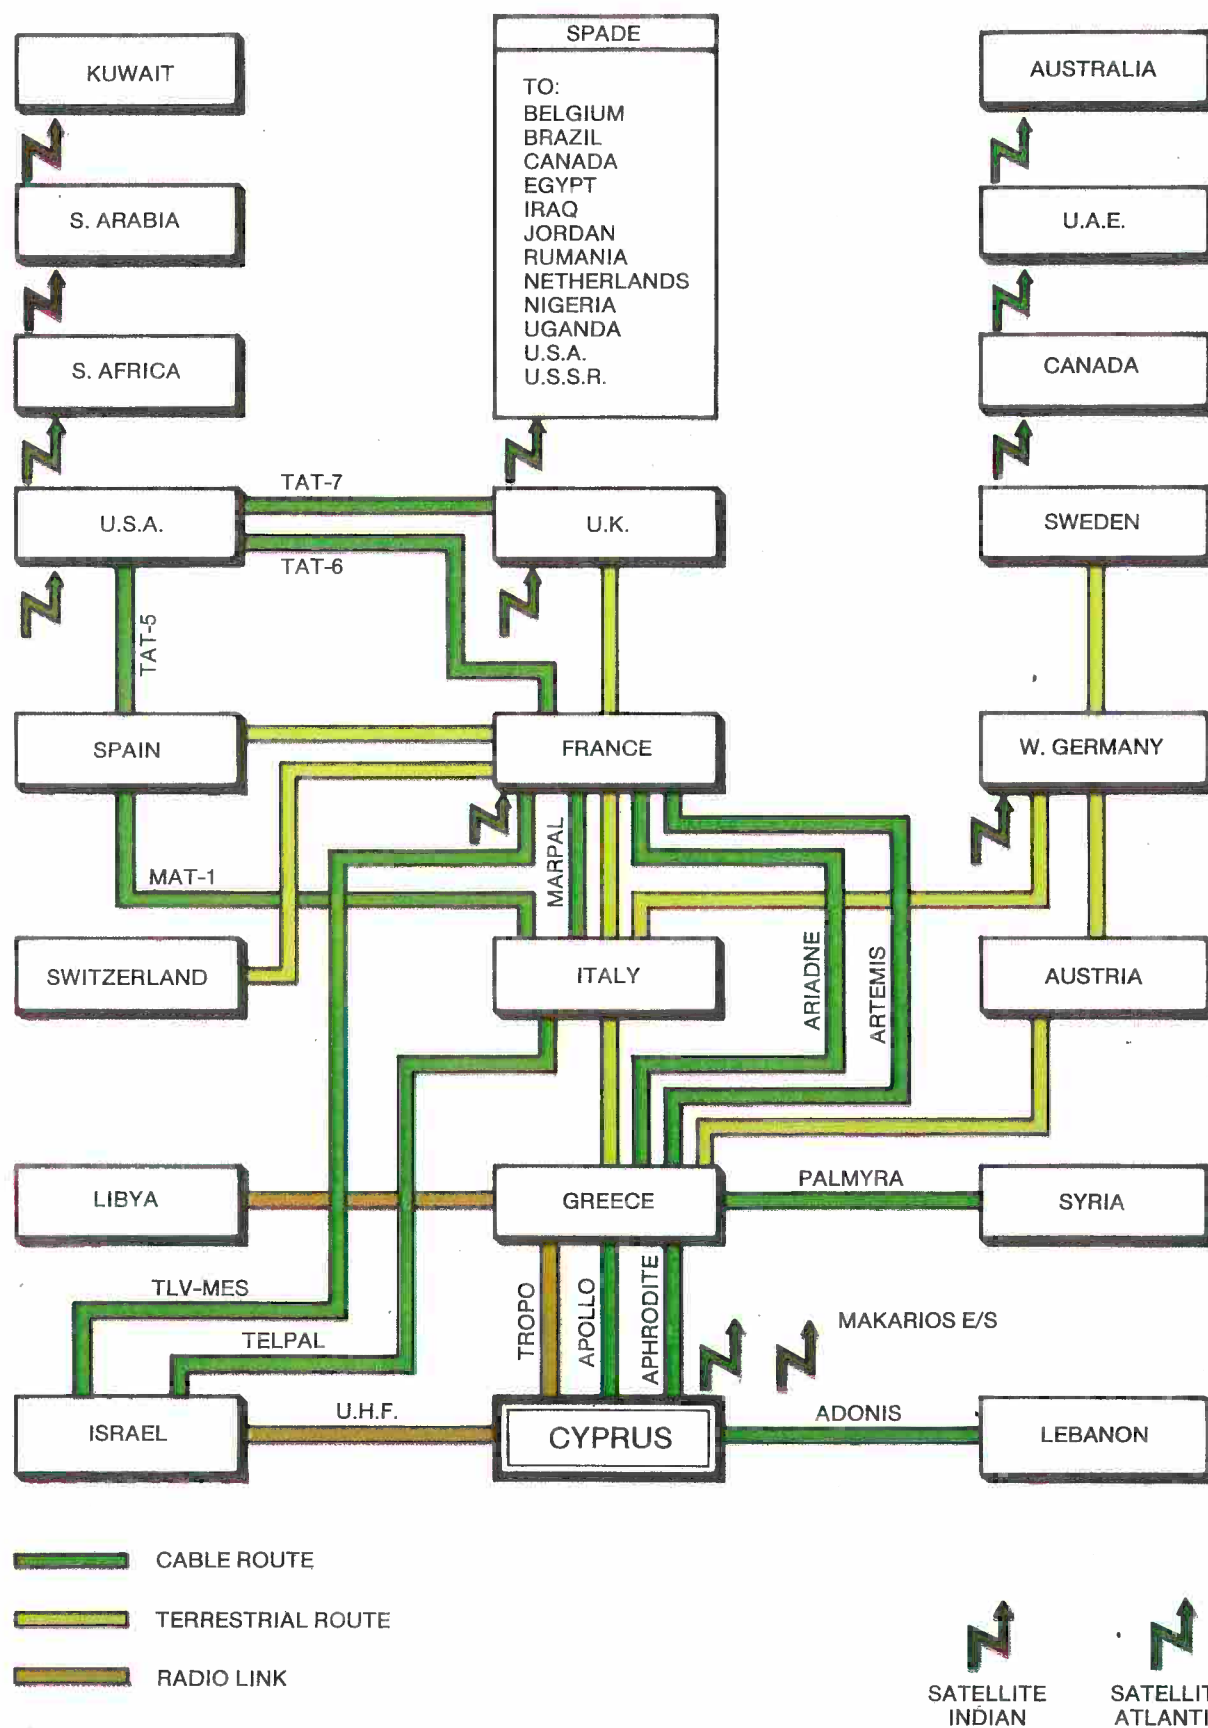 KUWAIT
SPADE
AUSTRALIA
TO:
BELGIUM
BRAZIL
CANADA
EGYPT
IRAQ
JORDAN
RUMANIA
NETHERLANDS
NIGERIA
UGANDA
U.S.A.
U.S.S.R.
S. ARABIA
U.A.E.
S. AFRICA
CANADA
TAT-7
U.S.A.
U.K.
SWEDEN
TAT-6
TAT-5
SPAIN
FRANCE
W. GERMANY
MARPAL
MAT-1
SWITZERLAND
ITALY
ARIADNE
ARTEMIS
AUSTRIA
LIBYA
GREECE
PALMYRA
SYRIA
TLV-MES
TELPAL
TROPO
APOLLO
APHRODITE
MAKARIOS E/S
ISRAEL
U.H.F.
CYPRUS
ADONIS
LEBANON
CABLE ROUTE
TERRESTRIAL ROUTE
RADIO LINK
SATELLITE
INDIAN
SATELLIT
ATLANTI